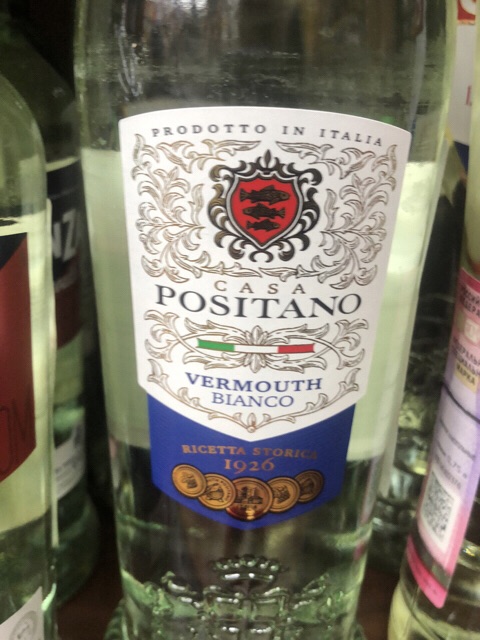 PRODOTTO IN ITALIA
CASA
POSITANO
VERMOUTH
BIANCO
RICETTA STORICA
1926